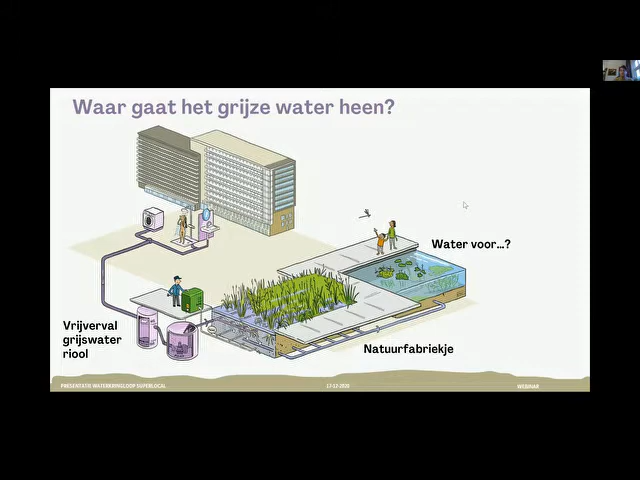 Waar gaat het grijze water heen?
Water voor...?
Vrijverval
grijswater
riool
Natuurfabriekje
PRESENTATIE WATERKRINGLOOP SUPERLOCAL
17-12-2020
WEBINAR